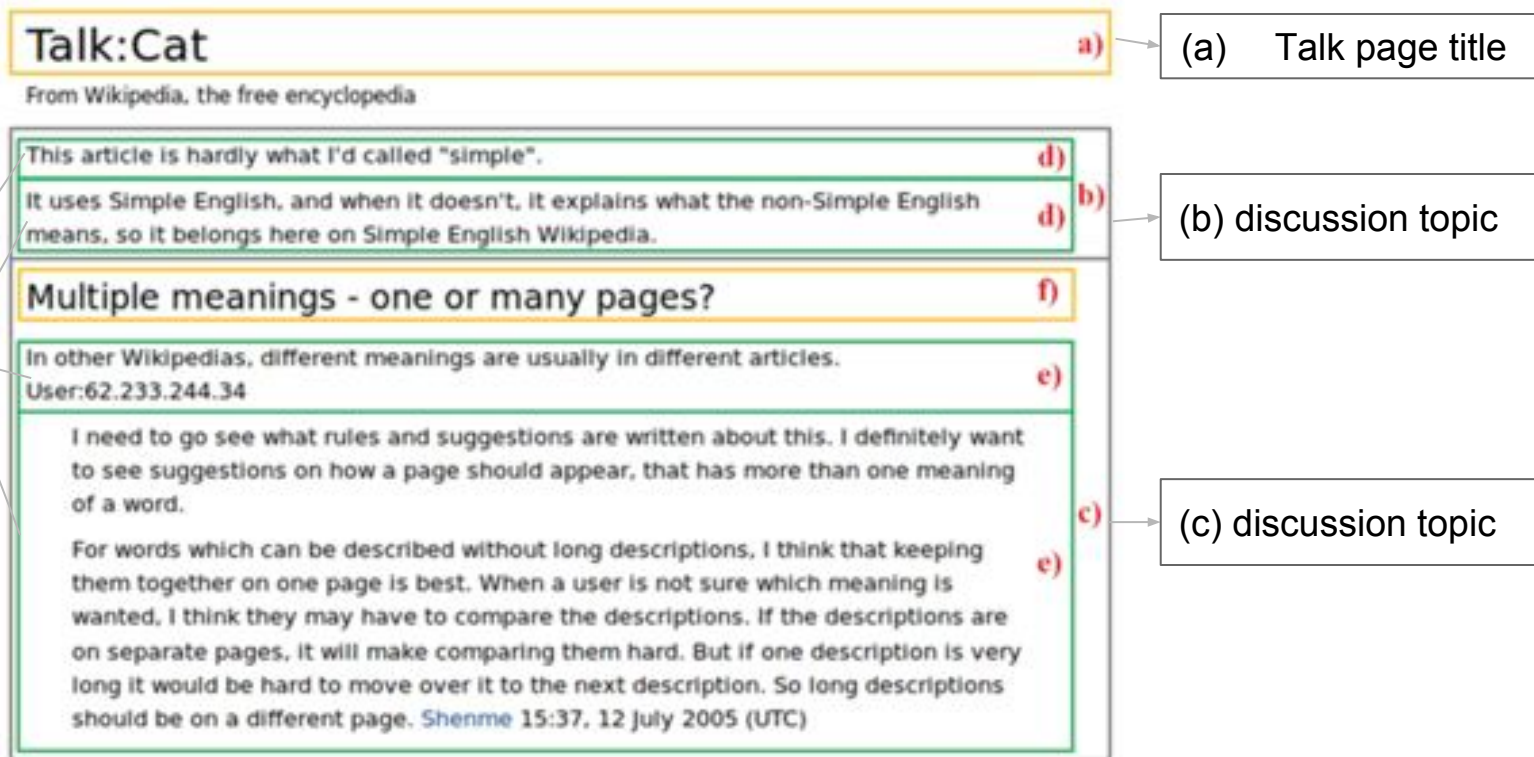 Talk:Cat a)
(a) Talk page title
From Wikipedia, the free encyclopedia
This article is hardly what I'd called "simple". d)
b)
It uses Simple English, and when it doesn't, it explains what the non-Simple English
means, so it belongs here on Simple English Wikipedia. d)
(b) discussion topic
Multiple meanings - one or many pages? f)
In other Wikipedias, different meanings are usually in different articles.
User:62.233.244.34 e)
I need to go see what rules and suggestions are written about this. I definitely want
to see suggestions on how a page should appear, that has more than one meaning
of a word.
c)
(c) discussion topic
For words which can be described without long descriptions, I think that keeping
them together on one page is best. When a user is not sure which meaning is e)
wanted, I think they may have to compare the descriptions. If the descriptions are
on separate pages, it will make comparing them hard. But if one description is very
long it would be hard to move over it to the next description. So long descriptions
should be on a different page. Shenme 15:37, 12 July 2005 (UTC)